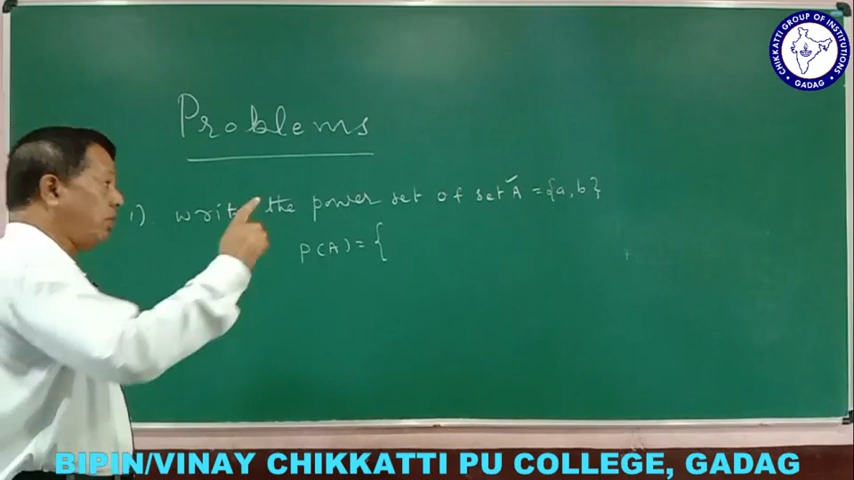 CHIKKATTI GROUP OF INSTITUTIONS
GADAG
Problems
1). write the power set of set A = {a, b}
P(A) = {
BIPIN/VINAY CHIKKATTI PU COLLEGE, GADAG